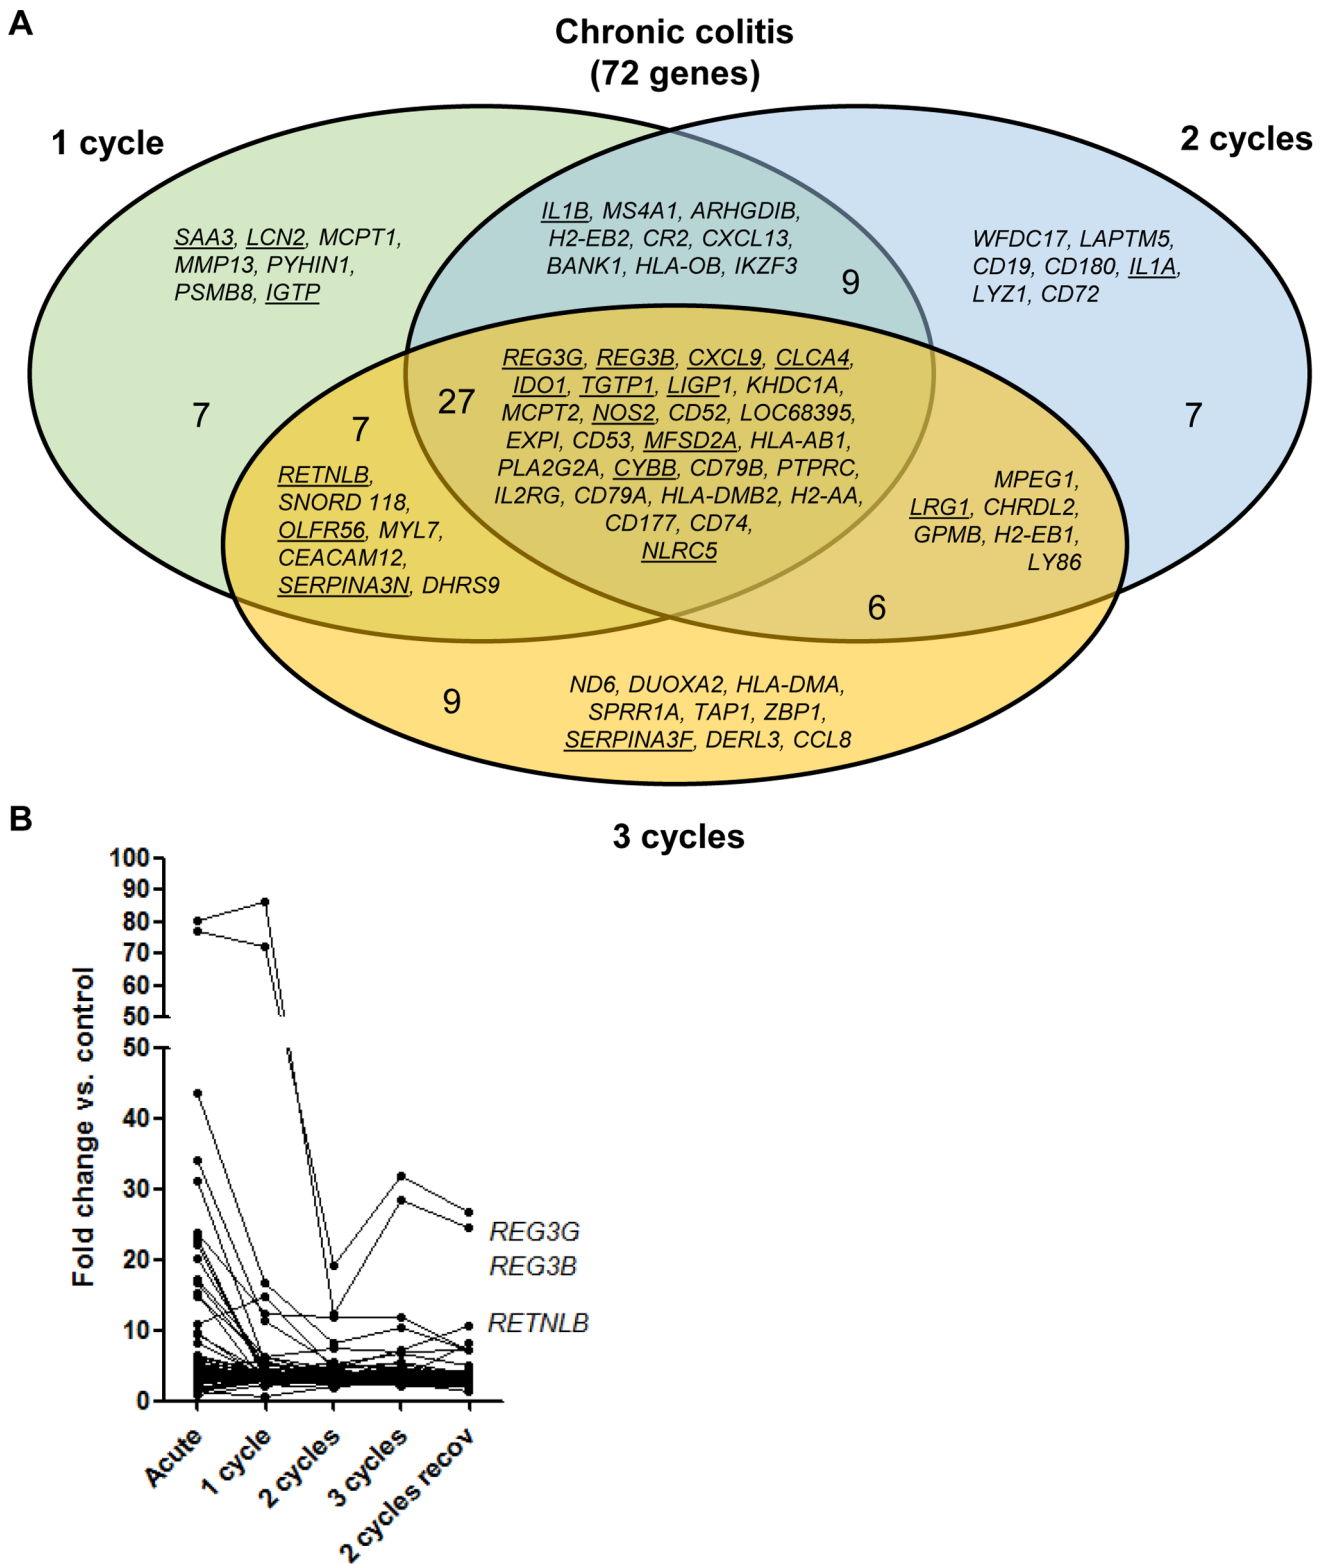 A
Chronic colitis
(72 genes)
1 cycle
2 cycles
SAA3, LCN2, MCPT1,
MMP13, PYHIN1,
PSMB8, IGTP
7
IL1B, MS4A1, ARHGDIB,
H2-EB2, CR2, CXCL13,
BANK1, HLA-OB, IKZF3
9
WFDC17, LAPTM5,
CD19, CD180, IL1A,
LYZ1, CD72
7
27
REG3G, REG3B, CXCL9, CLCA4,
IDO1, TGTP1, LIGP1, KHDC1A,
MCPT2, NOS2, CD52, LOC68395,
EXPI, CD53, MFSD2A, HLA-AB1,
PLA2G2A, CYBB, CD79B, PTPRC,
IL2RG, CD79A, HLA-DMB2, H2-AA,
CD177, CD74,
NLRC5
7
RETNLB,
SNORD 118,
OLFR56, MYL7,
CEACAM12,
SERPINA3N, DHRS9
MPEG1,
LRG1, CHRDL2,
GPMB, H2-EB1,
LY86
6
9
ND6, DUOXA2, HLA-DMA,
SPRR1A, TAP1, ZBP1,
SERPINA3F, DERL3, CCL8
3 cycles
B
Fold change vs. control
100
90
80
70
60
50
50
40
30
20
10
0
REG3G
REG3B
RETNLB
Acute
1 cycle
2 cycles
3 cycles
2 cycles recov